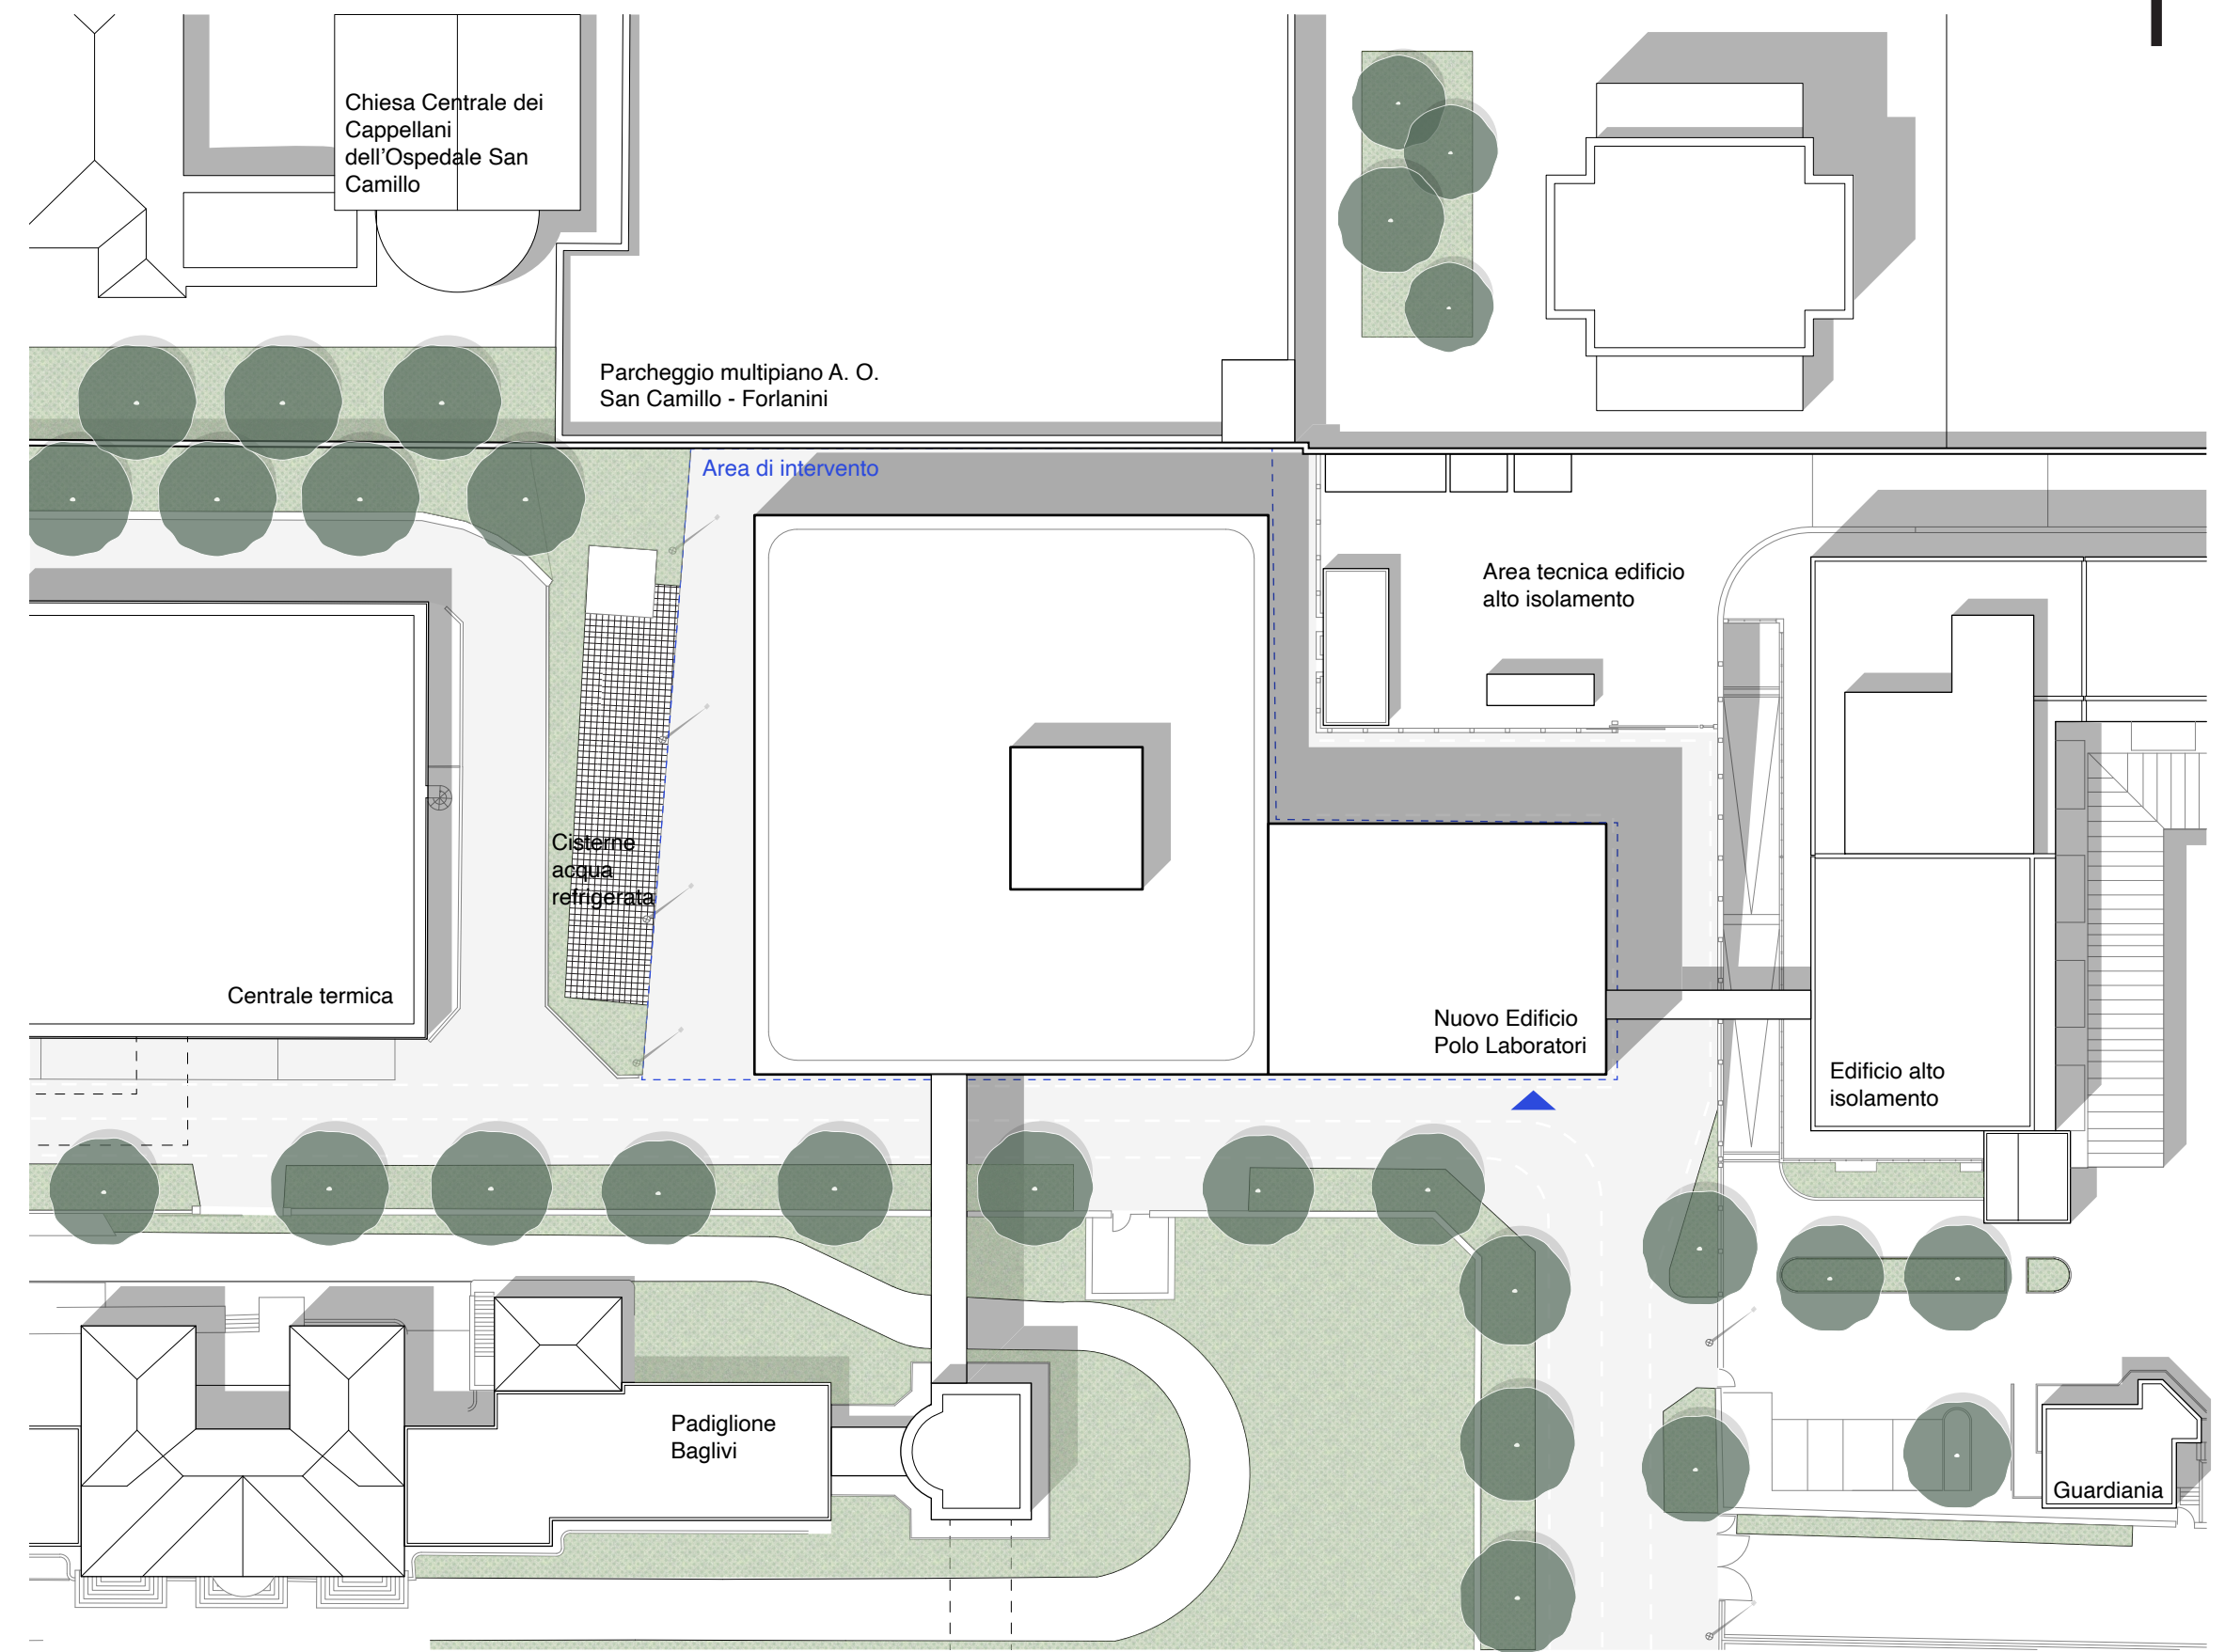 Chiesa Centrale dei
Cappellani
dell'Ospedale San
Camillo
Parcheggio multipiano A. O.
San Camillo - Forlanini
Area di intervento
Area tecnica edificio
alto isolamento
Cisterne
acqua
refrigerata
Centrale termica
Nuovo Edificio
Polo Laboratori
Edificio alto
isolamento
Padiglione
Baglivi
Guardiania